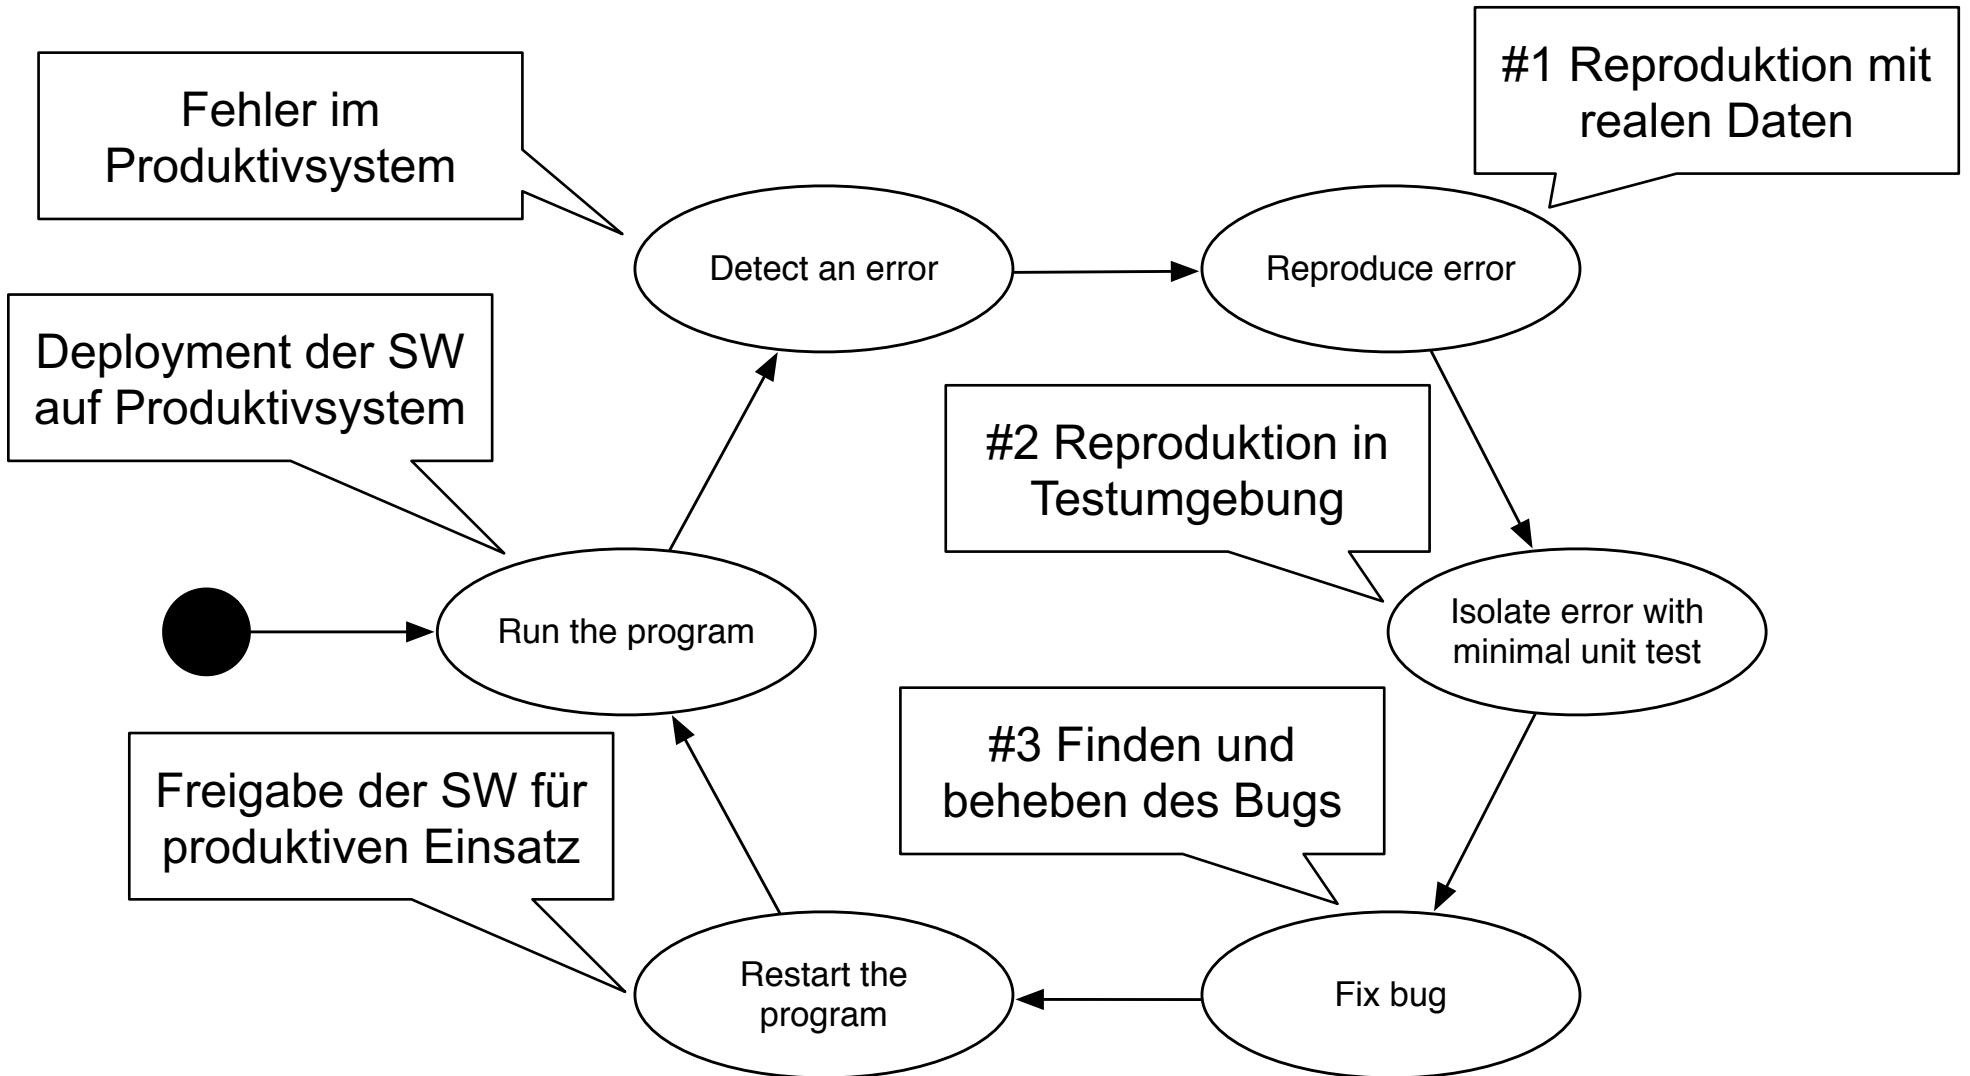 #1 Reproduktion mit
realen Daten
Fehler im
Produktivsystem
Detect an error
Reproduce error
Deployment der SW
auf Produktivsystem
#2 Reproduktion in
Testumgebung
Run the program
Isolate error with
minimal unit test
#3 Finden und
beheben des Bugs
Freigabe der SW für
produktiven Einsatz
Restart the
program
Fix bug